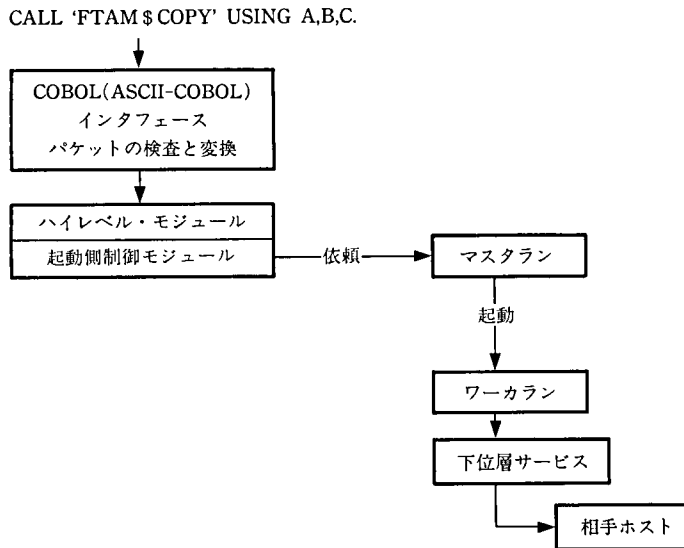 CALL ‘FTAM $ COPY’ USING A,B,C.
COBOL(ASCII-COBOL)
インタフェース
パケットの検査と変換
ハイレベル・モジュール
起動側制御モジュール
依頼
マスタラン
起動
ワーカラン
下位層サービス
相手ホスト